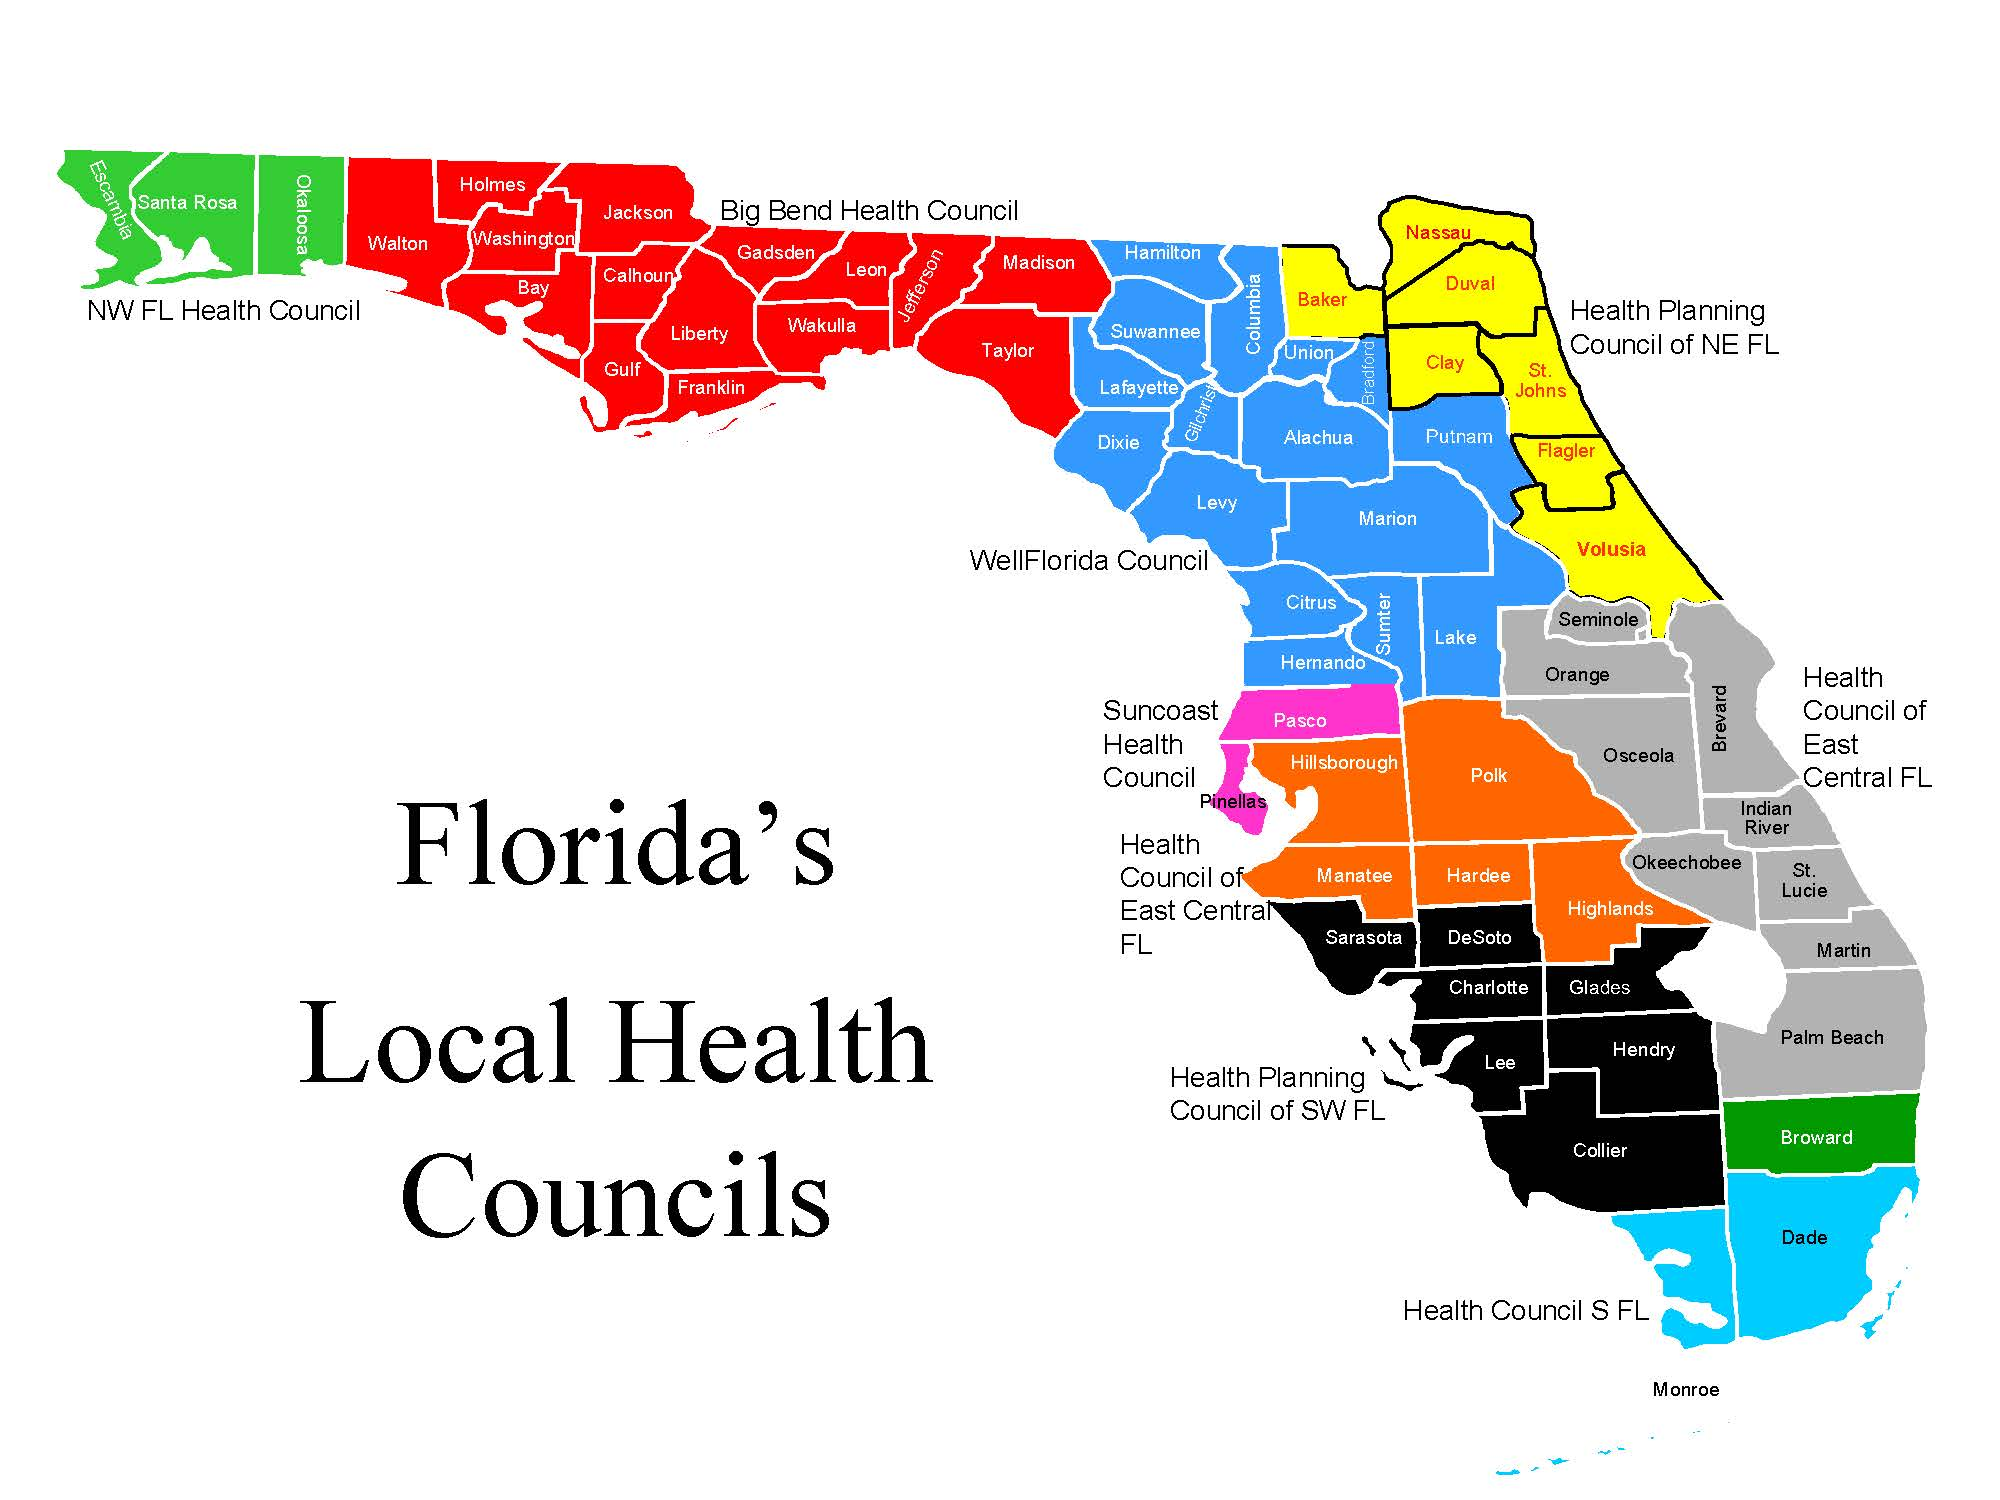 Escambia
Santa Rosa
Okaloosa
Holmes
Jackson
Walton
Washington
Big Bend Health Council
Nassau
Calhoun
Gadsden
Leon
Jefferson
Madison
Hamilton
Bay
NW FL Health Council
Liberty
Wakulla
Baker
Duval
Columbia
Health Planning
Council of NE FL
Suwannee
Taylor
Union
Bradford
Clay
St.
Johns
Gulf
Franklin
Lafayette
Gilchrist
Dixie
Alachua
Putnam
Flagler
Levy
Marion
Volusia
WellFlorida Council
Citrus
Sumter
Lake
Seminole
Hernando
Orange
Brevard
Health
Council of
East
Central FL
Suncoast
Health
Council
Pasco
Osceola
Hillsborough
Polk
Pinellas
Indian
River
Florida’s
Local Health
Councils
Health
Council of
East Central
FL
Manatee
Hardee
Okeechobee
St.
Lucie
Highlands
Sarasota
DeSoto
Martin
Charlotte
Glades
Palm Beach
Lee
Hendry
Health Planning
Council of SW FL
Collier
Broward
Dade
Health Council S FL
Monroe